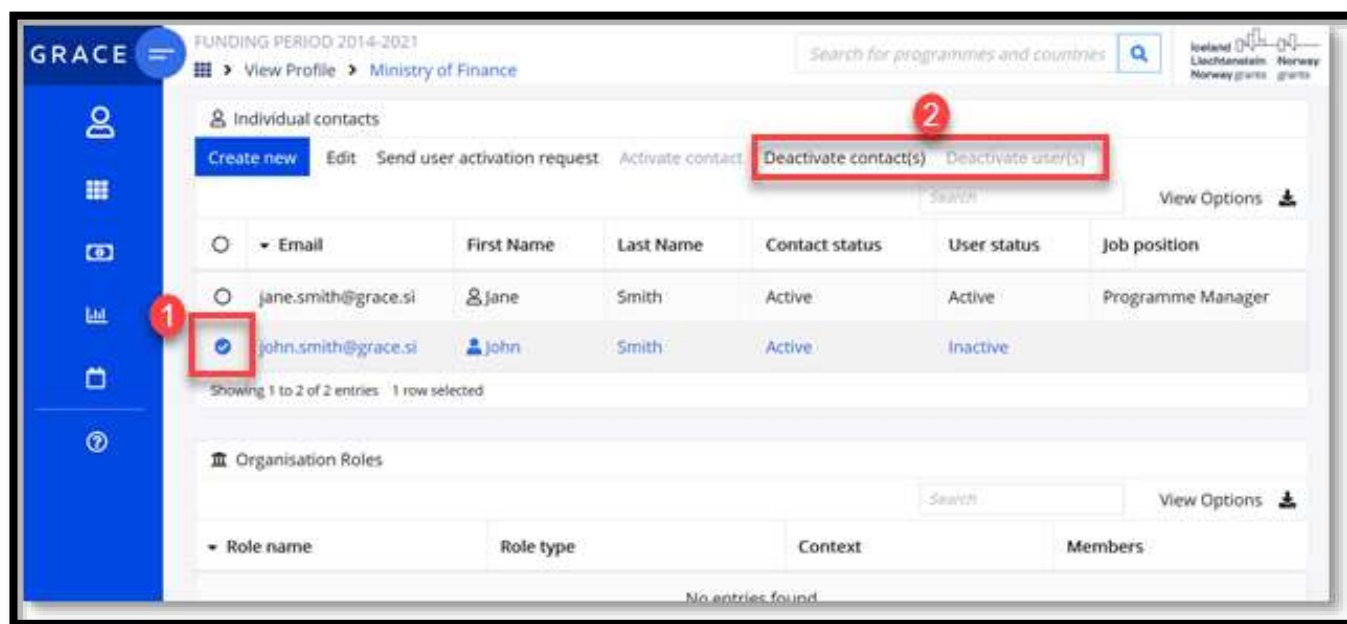 GRACE
FUNDING PERIOD 2014-2021
View Profile > Ministry of Finance
Search for programmes and countries
Iceland
Liechtenstein Norway
Norway grants grants
Individual contacts
2
Create new Edit Send user activation request Activate contact Deactivate contact(s) Deactivate user(s)
Search View Options
Email First Name Last Name Contact status User status Job position
jane.smith@grace.si Jane Smith Active Active Programme Manager
1
john.smith@grace.si John Smith Active Inactive
Showing 1 to 2 of 2 entries 1 row selected
Organisation Roles
Search View Options
Role name Role type Context Members
No entries found